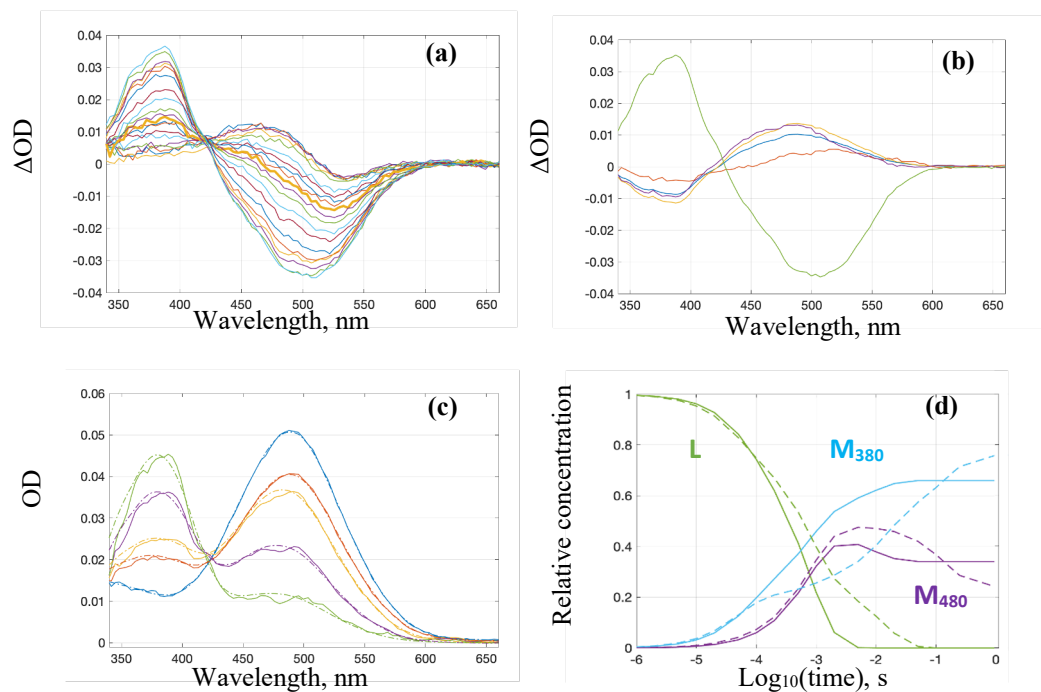 (a)
0.04
0.03
0.02
0.01
0
-0.01
-0.02
-0.03
-0.04
ΔOD
350 400 450 500 550 600 650
Wavelength, nm
(b)
0.04
0.03
0.02
0.01
0
-0.01
-0.02
-0.03
-0.04
ΔOD
350 400 450 500 550 600 650
Wavelength, nm
(c)
0.06
0.05
0.04
0.03
0.02
0.01
0
OD
350 400 450 500 550 600 650
Wavelength, nm
(d)
1
0.8
0.6
0.4
0.2
0
Relative concentration
L
M380
M480
-6 -5 -4 -3 -2 -1 0
Log10(time), s